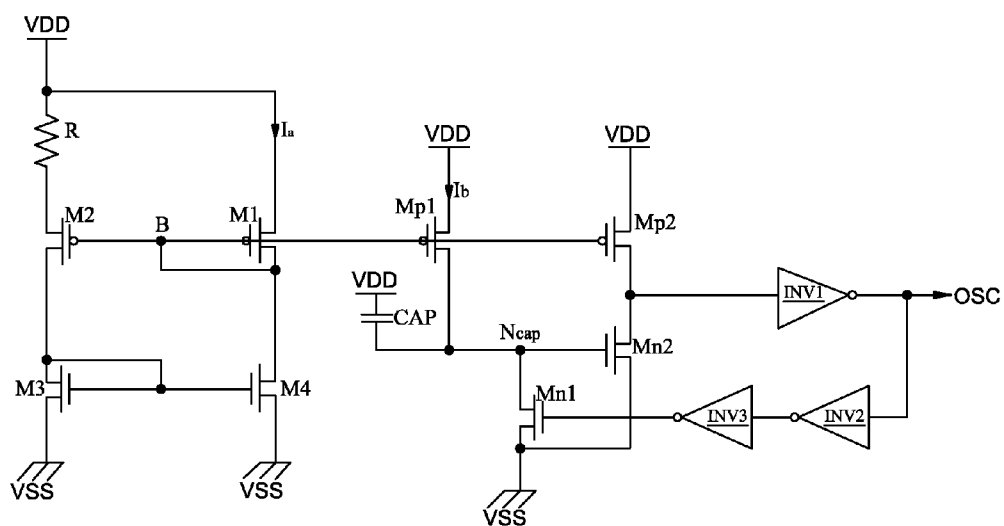 VDD
R
Ia
M2
B
M1
M3
M4
VSS
VSS
VDD
Mp1
Ib
VDD
CAP
Ncap
VDD
Mp2
Mn2
Mn1
VSS
INV1
OSC
INV3
INV2